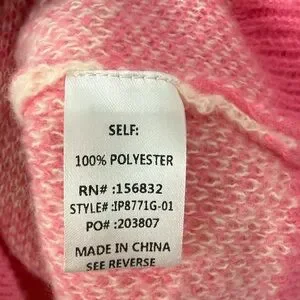 SELF:
100% POLYESTER
RN# :156832
STYLE# :IP8771G-01
PO# :203807
MADE IN CHINA
SEE REVERSE